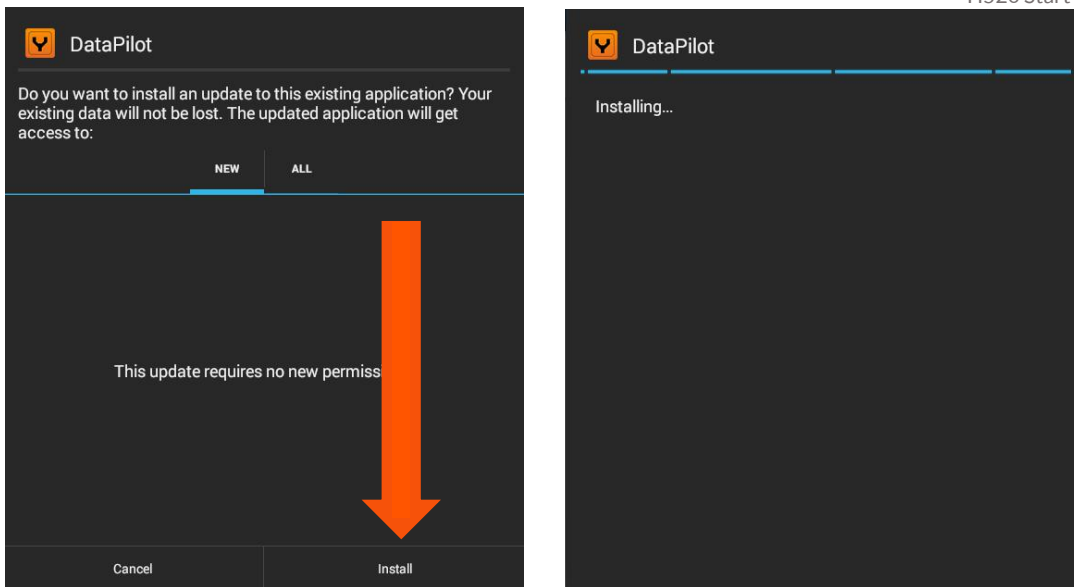 DataPilot
Do you want to install an update to this existing application? Your
existing data will not be lost. The updated application will get
access to:
NEW
ALL
This update requires no new
Cancel
Install
DataPilot
Installing...